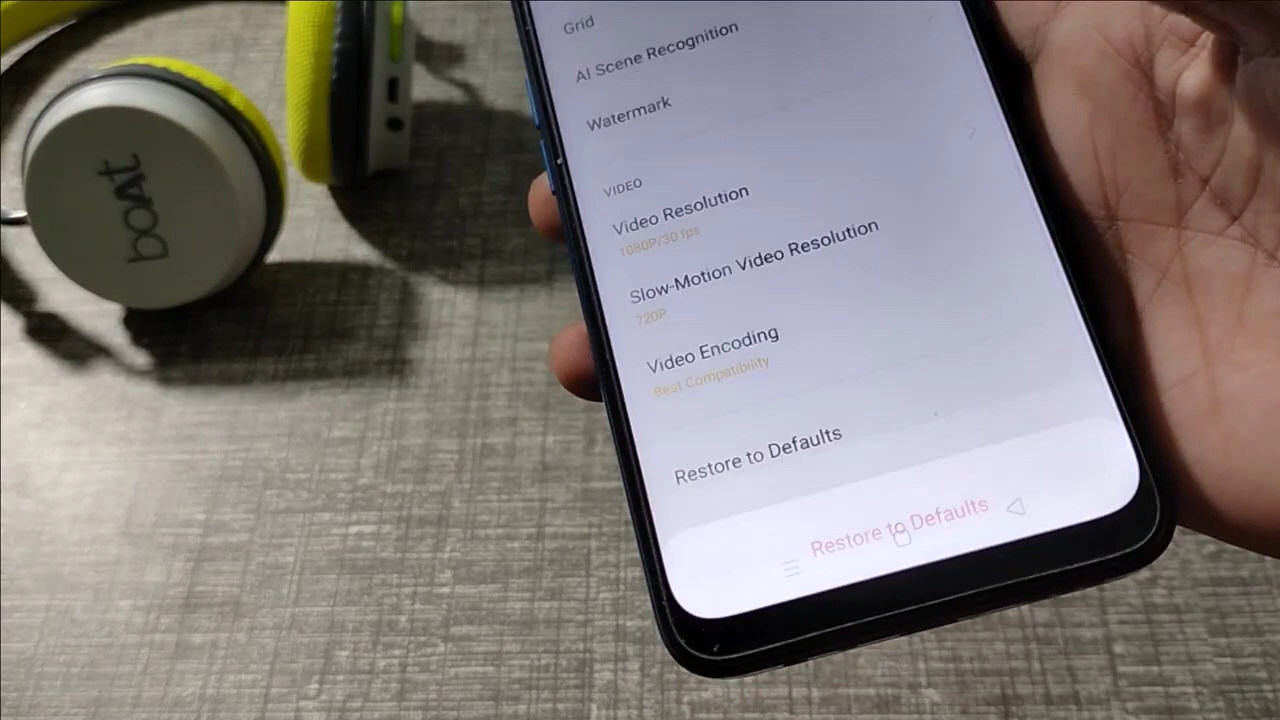 Grid
AI Scene Recognition
Watermark
VIDEO
Video Resolution
1080P/30 fps
Slow-Motion Video Resolution
720P
Video Encoding
Best Compatibility
Restore to Defaults
Restore to Defaults
boAt